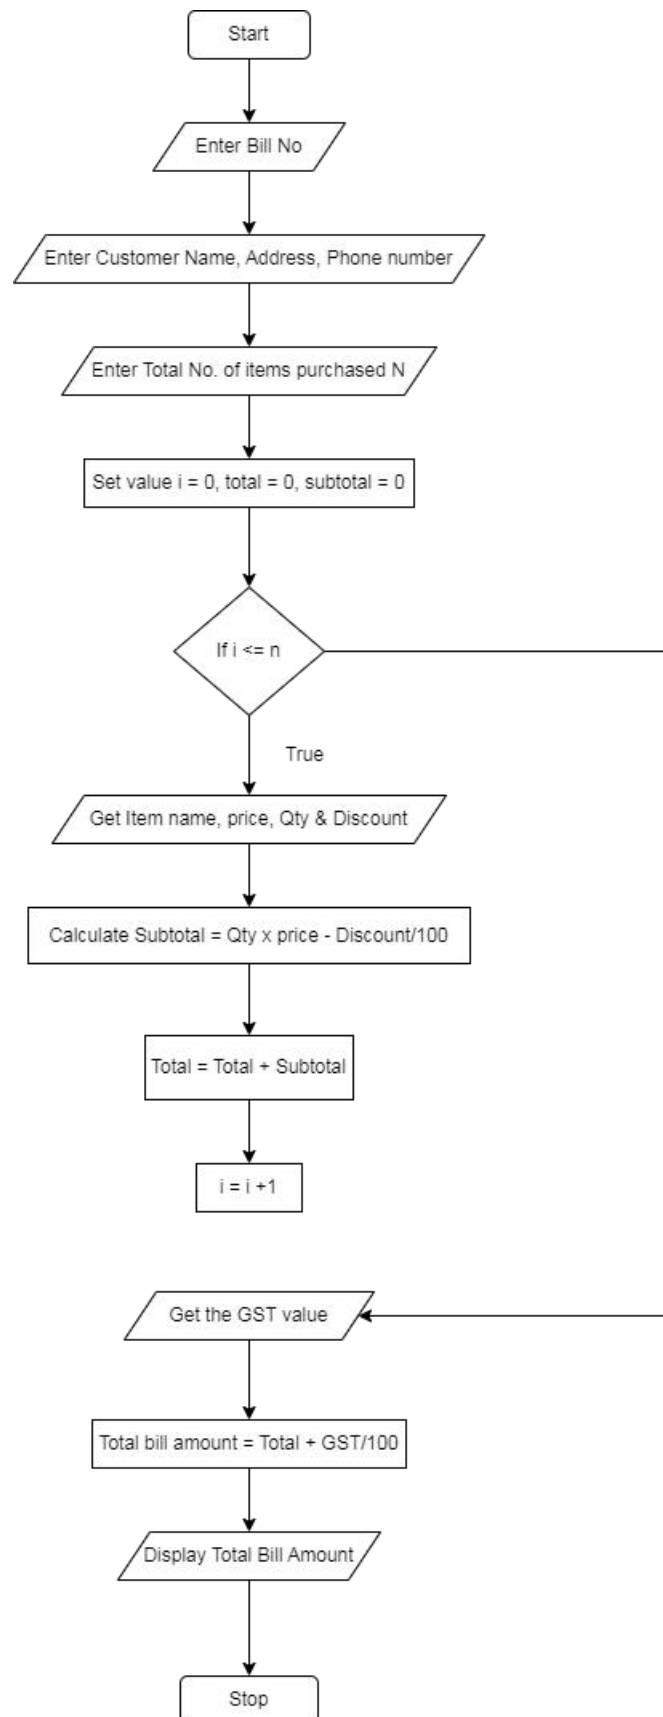 Start
Enter Bill No
Enter Customer Name, Address, Phone number
Enter Total No. of items purchased N
Set value i = 0, total = 0, subtotal = 0
If i <= n
True
Get Item name, price, Qty & Discount
Calculate Subtotal = Qty x price - Discount/100
Total = Total + Subtotal
i = i +1
Get the GST value
Total bill amount = Total + GST/100
Display Total Bill Amount
Stop